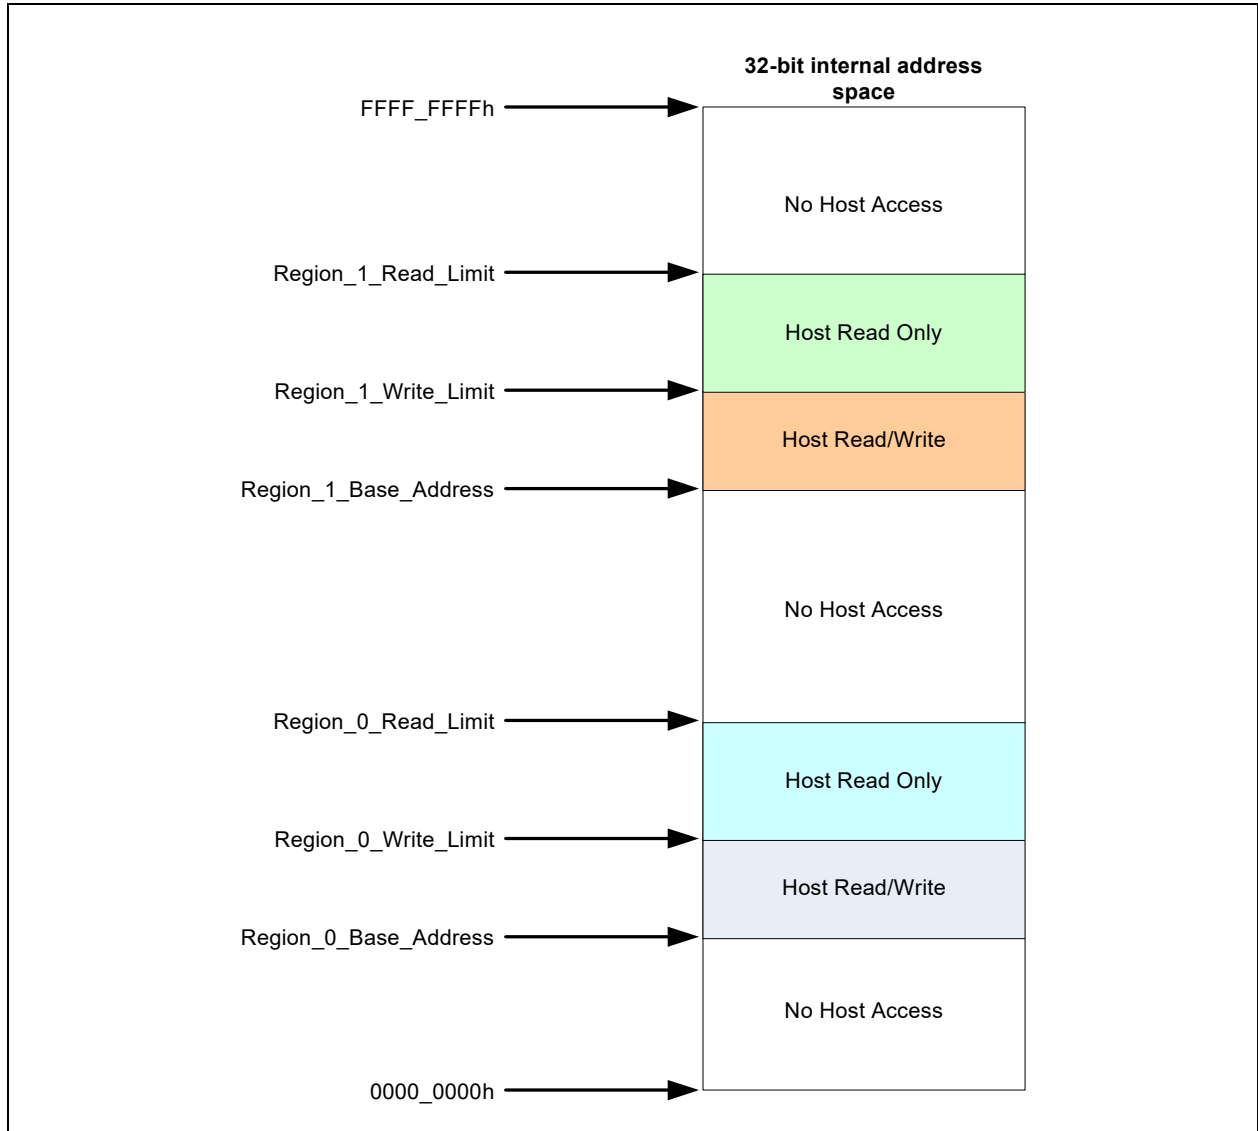 32-bit internal address
space
FFFF_FFFFh
No Host Access
Region_1_Read_Limit
Host Read Only
Region_1_Write_Limit
Host Read/Write
Region_1_Base_Address
No Host Access
Region_0_Read_Limit
Host Read Only
Region_0_Write_Limit
Host Read/Write
Region_0_Base_Address
No Host Access
0000_0000h